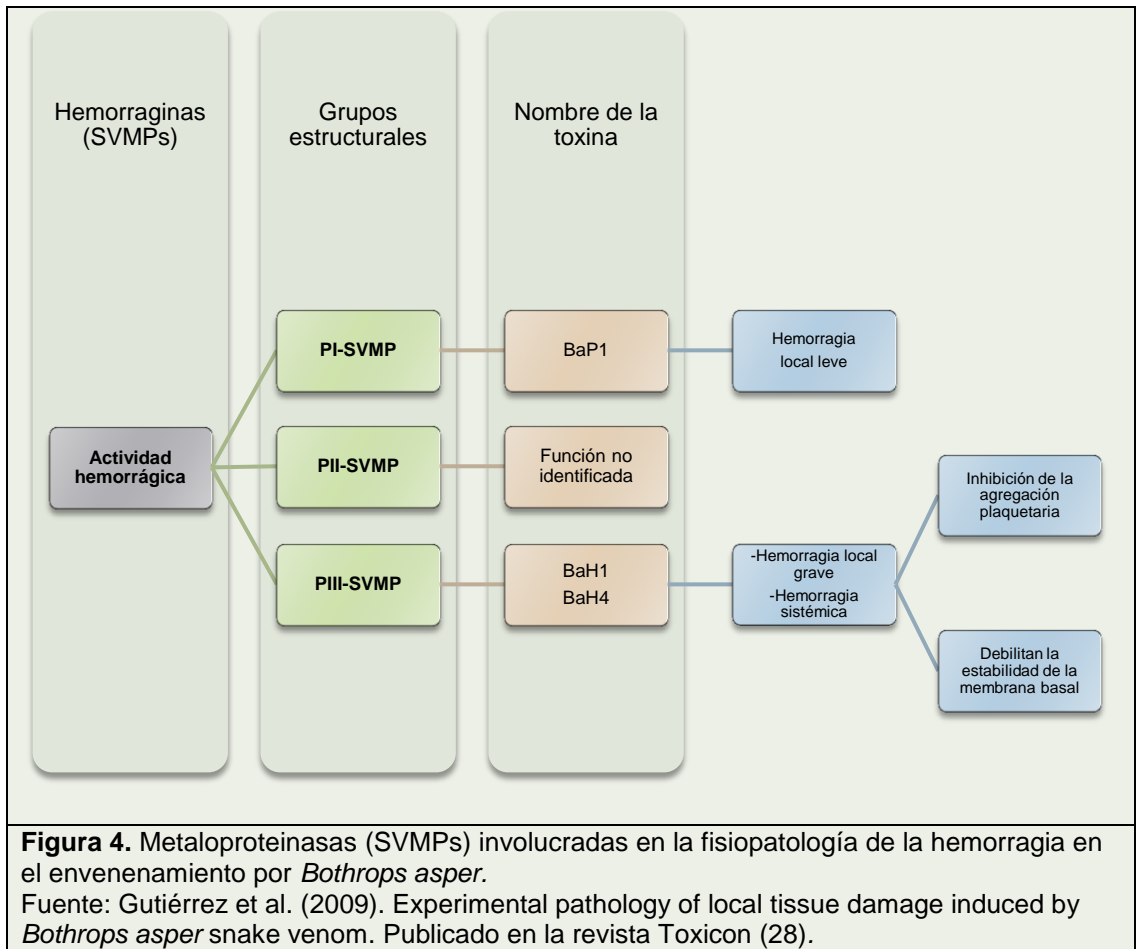 Hemorraginas
(SVMPs)
Grupos
estructurales
Nombre de la
toxina
PI-SVMP
BaP1
Hemorragia
local leve
Actividad
hemorrágica
PII-SVMP
Función no
identificada
Inhibición de la
agregación
plaquetaria
PIII-SVMP
BaH1
BaH4
-Hemorragia local
grave
-Hemorragia
sistémica
Debilitan la
estabilidad de la
membrana basal
Figura 4. Metaloproteinasas (SVMPs) involucradas en la fisiopatología de la hemorragia en
el envenenamiento por Bothrops asper.
Fuente: Gutiérrez et al. (2009). Experimental pathology of local tissue damage induced by
Bothrops asper snake venom. Publicado en la revista Toxicon (28).